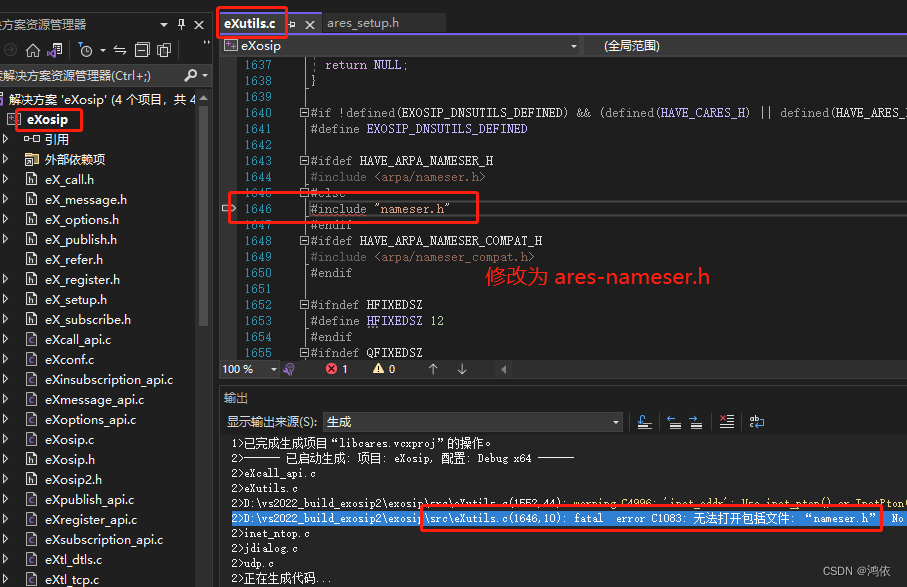 方案资源管理器
解决方案资源管理器(Ctrl+;)
解决方案 'eXosip' (4 个项目，共 4
eXosip
引用
外部依赖项
eX_call.h
eX_message.h
eX_options.h
eX_publish.h
eX_refer.h
eX_register.h
eX_setup.h
eX_subscribe.h
eXcall_api.c
eXconf.c
eXinsubscription_api.c
eXmessage_api.c
eXoptions_api.c
eXosip.c
eXosip.h
eXosip2.h
eXpublish_api.c
eXregister_api.c
eXsubscription_api.c
eXtl_dtls.c
eXtl_tcp.c
eXutils.c
ares_setup.h
eXosip
(全局范围)
1637 return NULL;
1638 }
1639
1640 #if !defined(EXOSIP_DNSUTILS_DEFINED) && (defined(HAVE_CARES_H) || defined(HAVE_ARES_
1641 #define EXOSIP_DNSUTILS_DEFINED
1642
1643 #ifdef HAVE_ARPA_NAMESER_H
1644 #include <arpa/nameser.h>
1645 #else
1646 #include "nameser.h"
1647 #endif
1648 #ifdef HAVE_ARPA_NAMESER_COMPAT_H
1649 #include <arpa/nameser_compat.h>
1650 #endif
1651
1652 #ifndef HFIXEDSZ
1653 #define HFIXEDSZ 12
1654 #endif
1655 #ifndef QFIXEDSZ
修改为 ares-nameser.h
100 %
1
0
输出
显示输出来源(S):
生成
1>已完成生成项目“libcares.vcxproj”的操作。
2>------ 已启动生成: 项目: eXosip, 配置: Debug x64 ------
2>eXcall_api.c
2>eXutils.c
2>D:\vs2022_build_exosip2\exosip\src\eXutils.c(1552,44): warning C4996: 'inet_addr': Use inet_pton() or InetPton
2>D:\vs2022_build_exosip2\exosip\src\eXutils.c(1646,10): fatal  error C1083: 无法打开包括文件: “nameser.h” No
2>inet_ntop.c
2>jdialog.c
2>udp.c
2>正在生成代码...
CSDN @鸿依